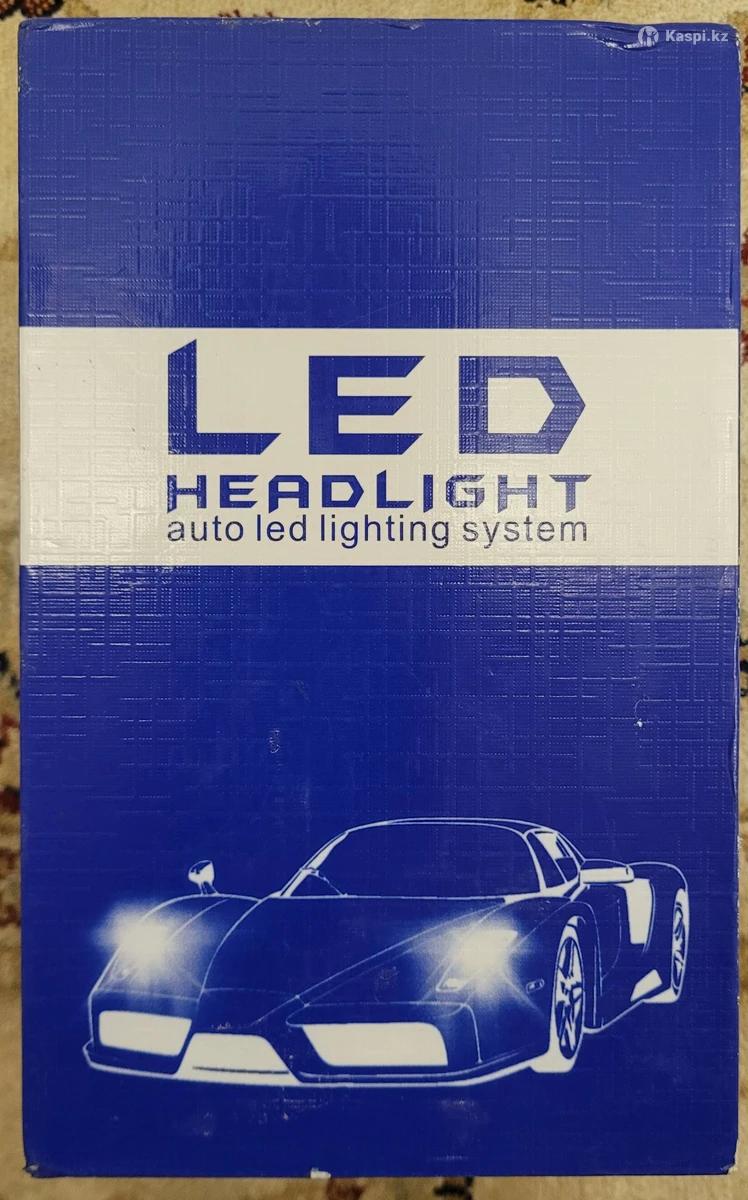 Kaspi.kz
LED
HEADLIGHT
auto led lighting system